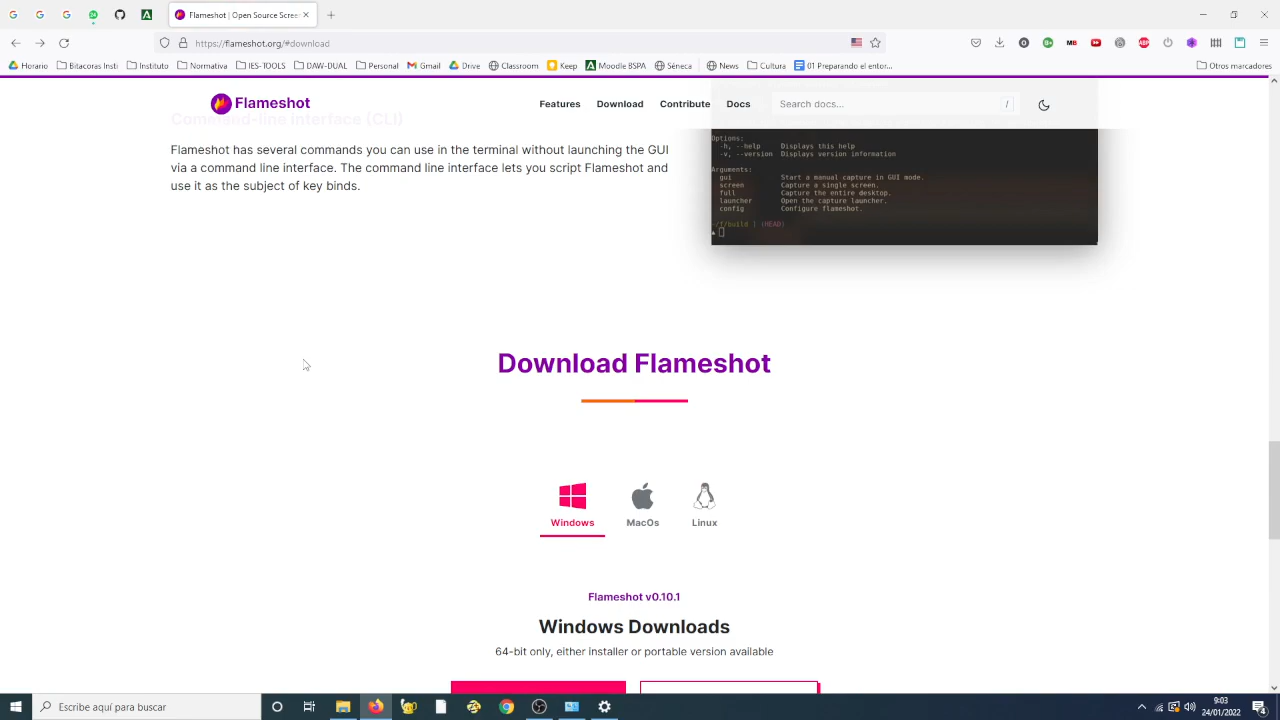 Flameshot | Open Source Scree
https://flameshot.org/#download
Horario
Bitacoras Insti
Instituto
Normativa
IES-TOOLS
DAW-DUAL
Personal
Gmail
Drive
Classroom
Keep
Moodle BSPA
Séneca
News
Cultura
01 Preparando el entor...
Otros marcadores
Flameshot
Features
Download
Contribute
Docs
Search docs...
/
Command-line interface (CLI)
Flameshot has several commands you can use in the terminal without launching the GUI
via a command line interface. The command line interface lets you script Flameshot and
use it as the subject of key binds.
Options:
-h, --help Displays this help
-v, --version Displays version information
Arguments:
gui Start a manual capture in GUI mode.
screen Capture a single screen.
full Capture the entire desktop.
launcher Open the capture launcher.
config Configure flameshot.
~/f/build | (HEAD)
Download Flameshot
Windows
MacOs
Linux
Flameshot v0.10.1
Windows Downloads
64-bit only, either installer or portable version available
Escribe aquí para buscar
9:03
24/01/2022